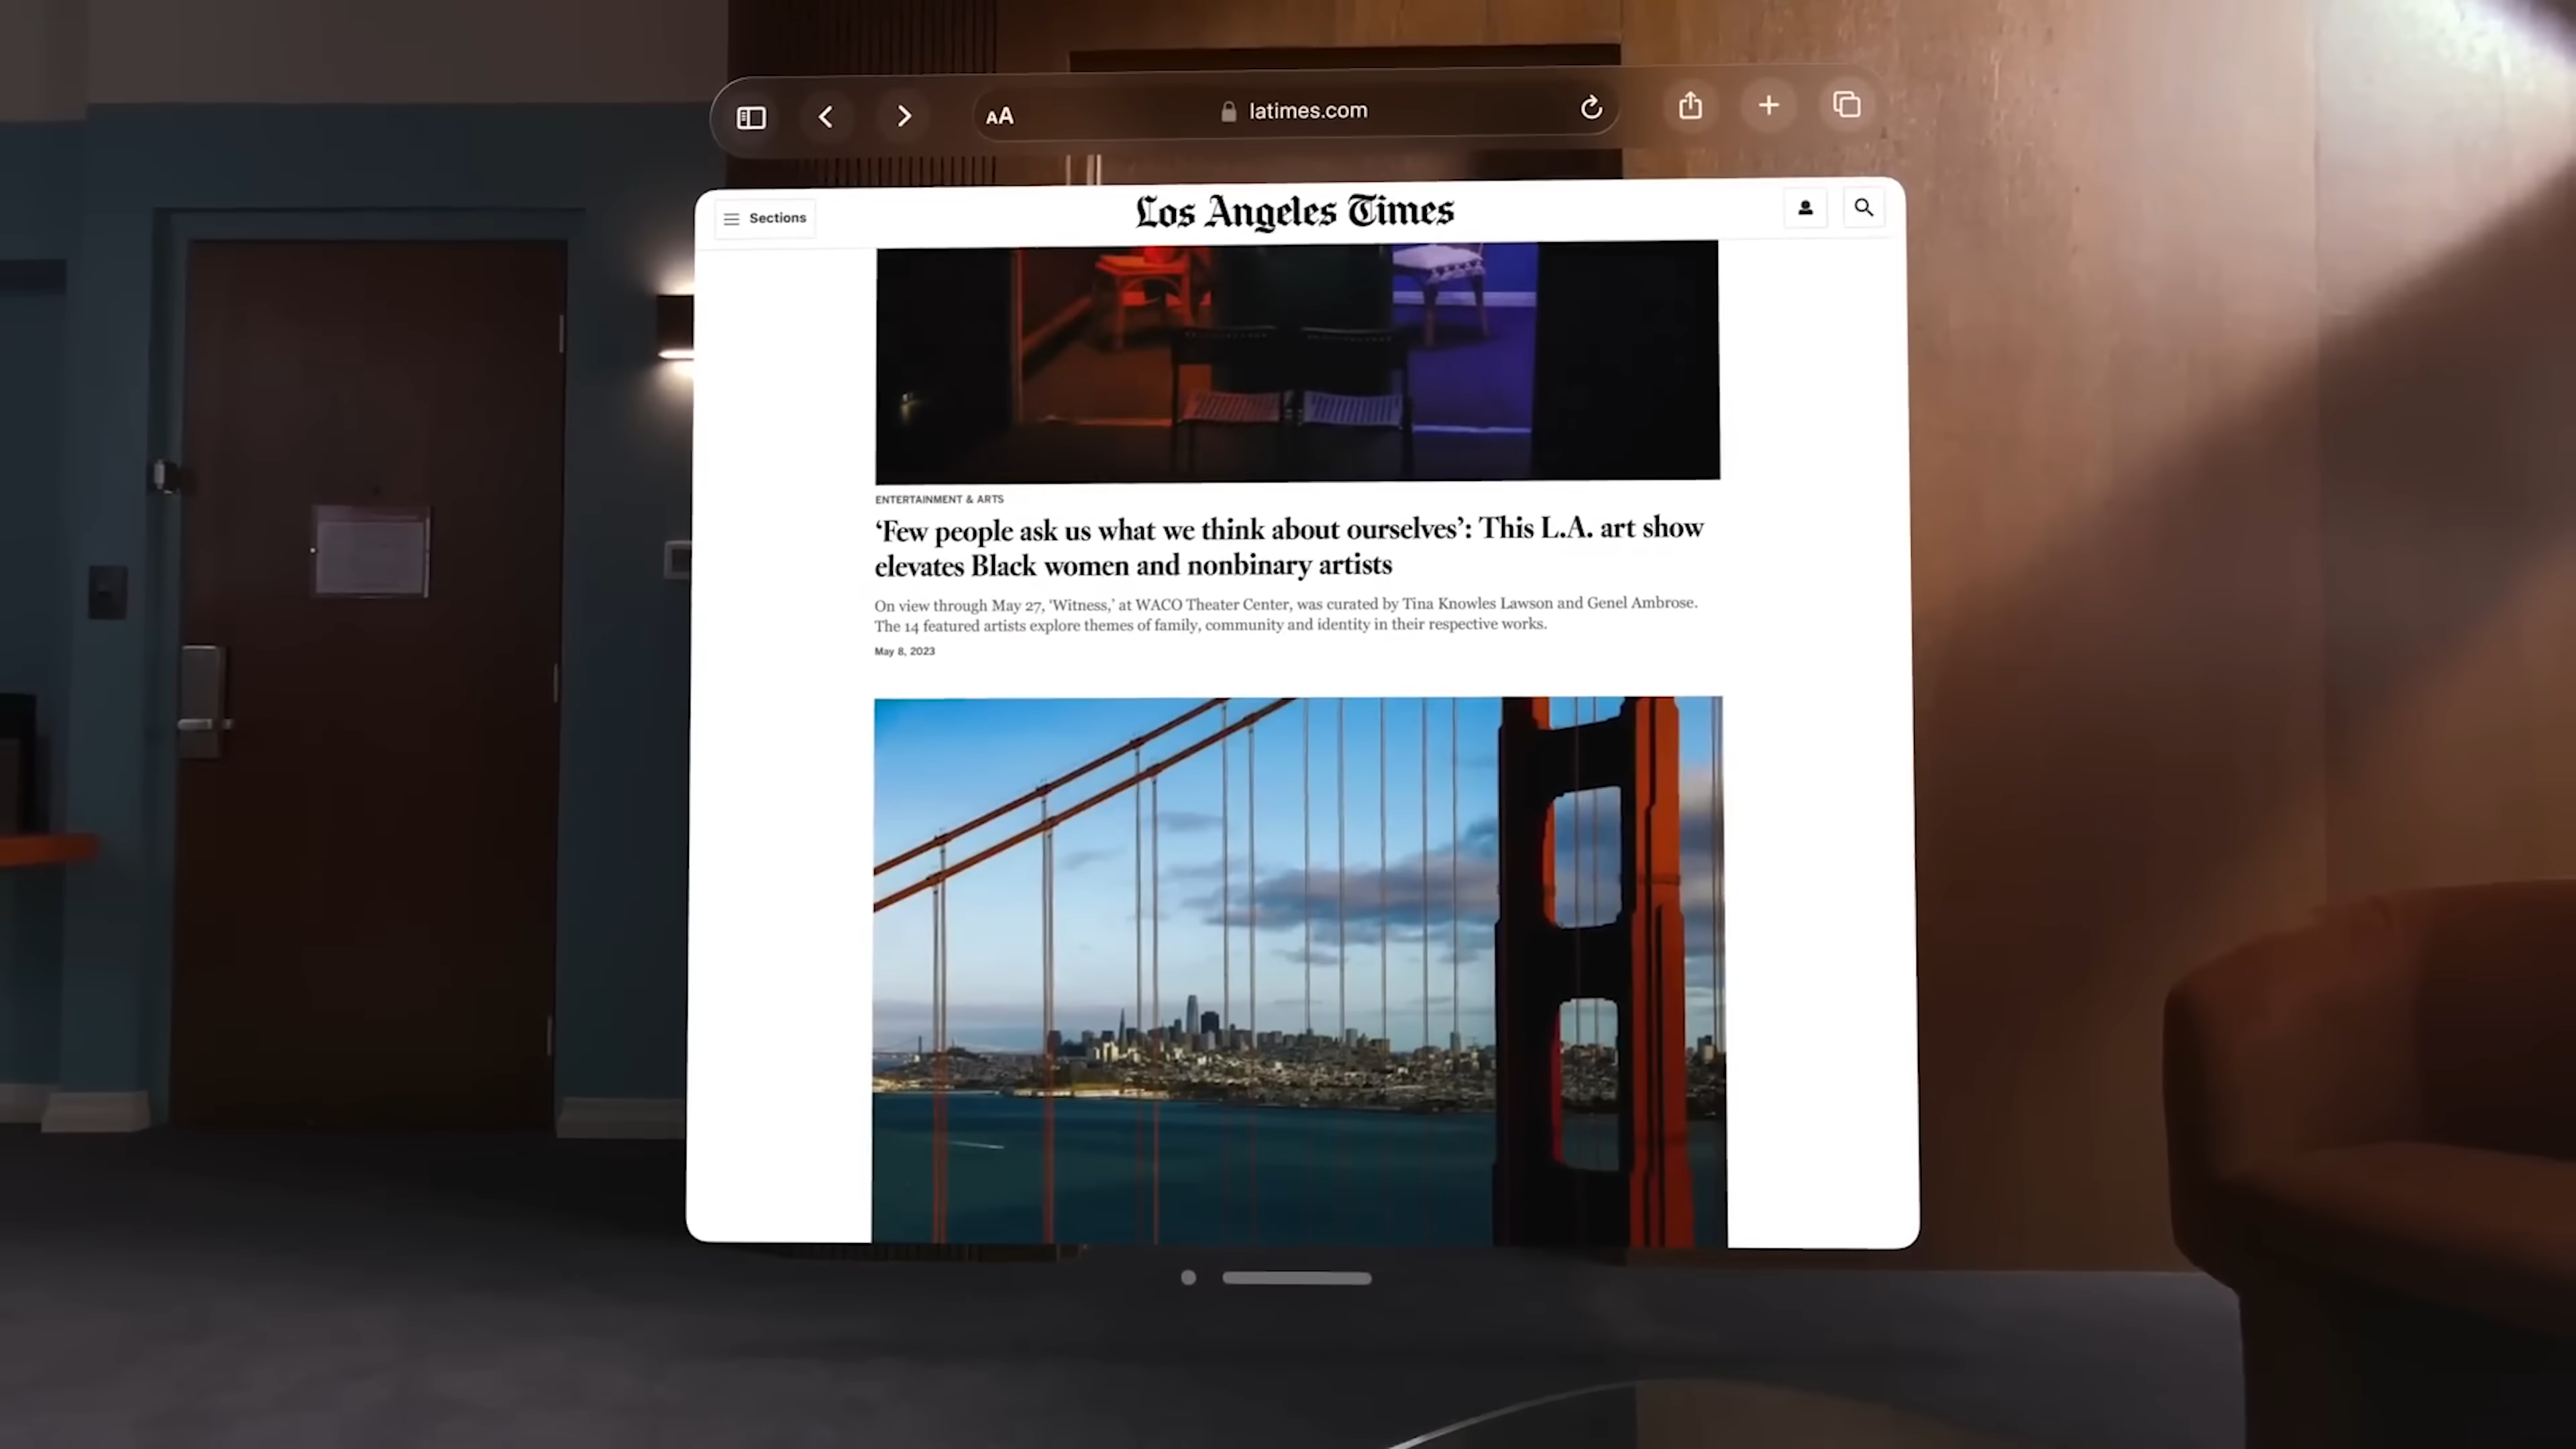 AA
latimes.com
Sections
Los Angeles Times
ENTERTAINMENT & ARTS
‘Few people ask us what we think about ourselves’: This L.A. art show
elevates Black women and nonbinary artists
On view through May 27, ‘Witness,’ at WACO Theater Center, was curated by Tina Knowles Lawson and Genel Ambrose.
The 14 featured artists explore themes of family, community and identity in their respective works.
May 8, 2023